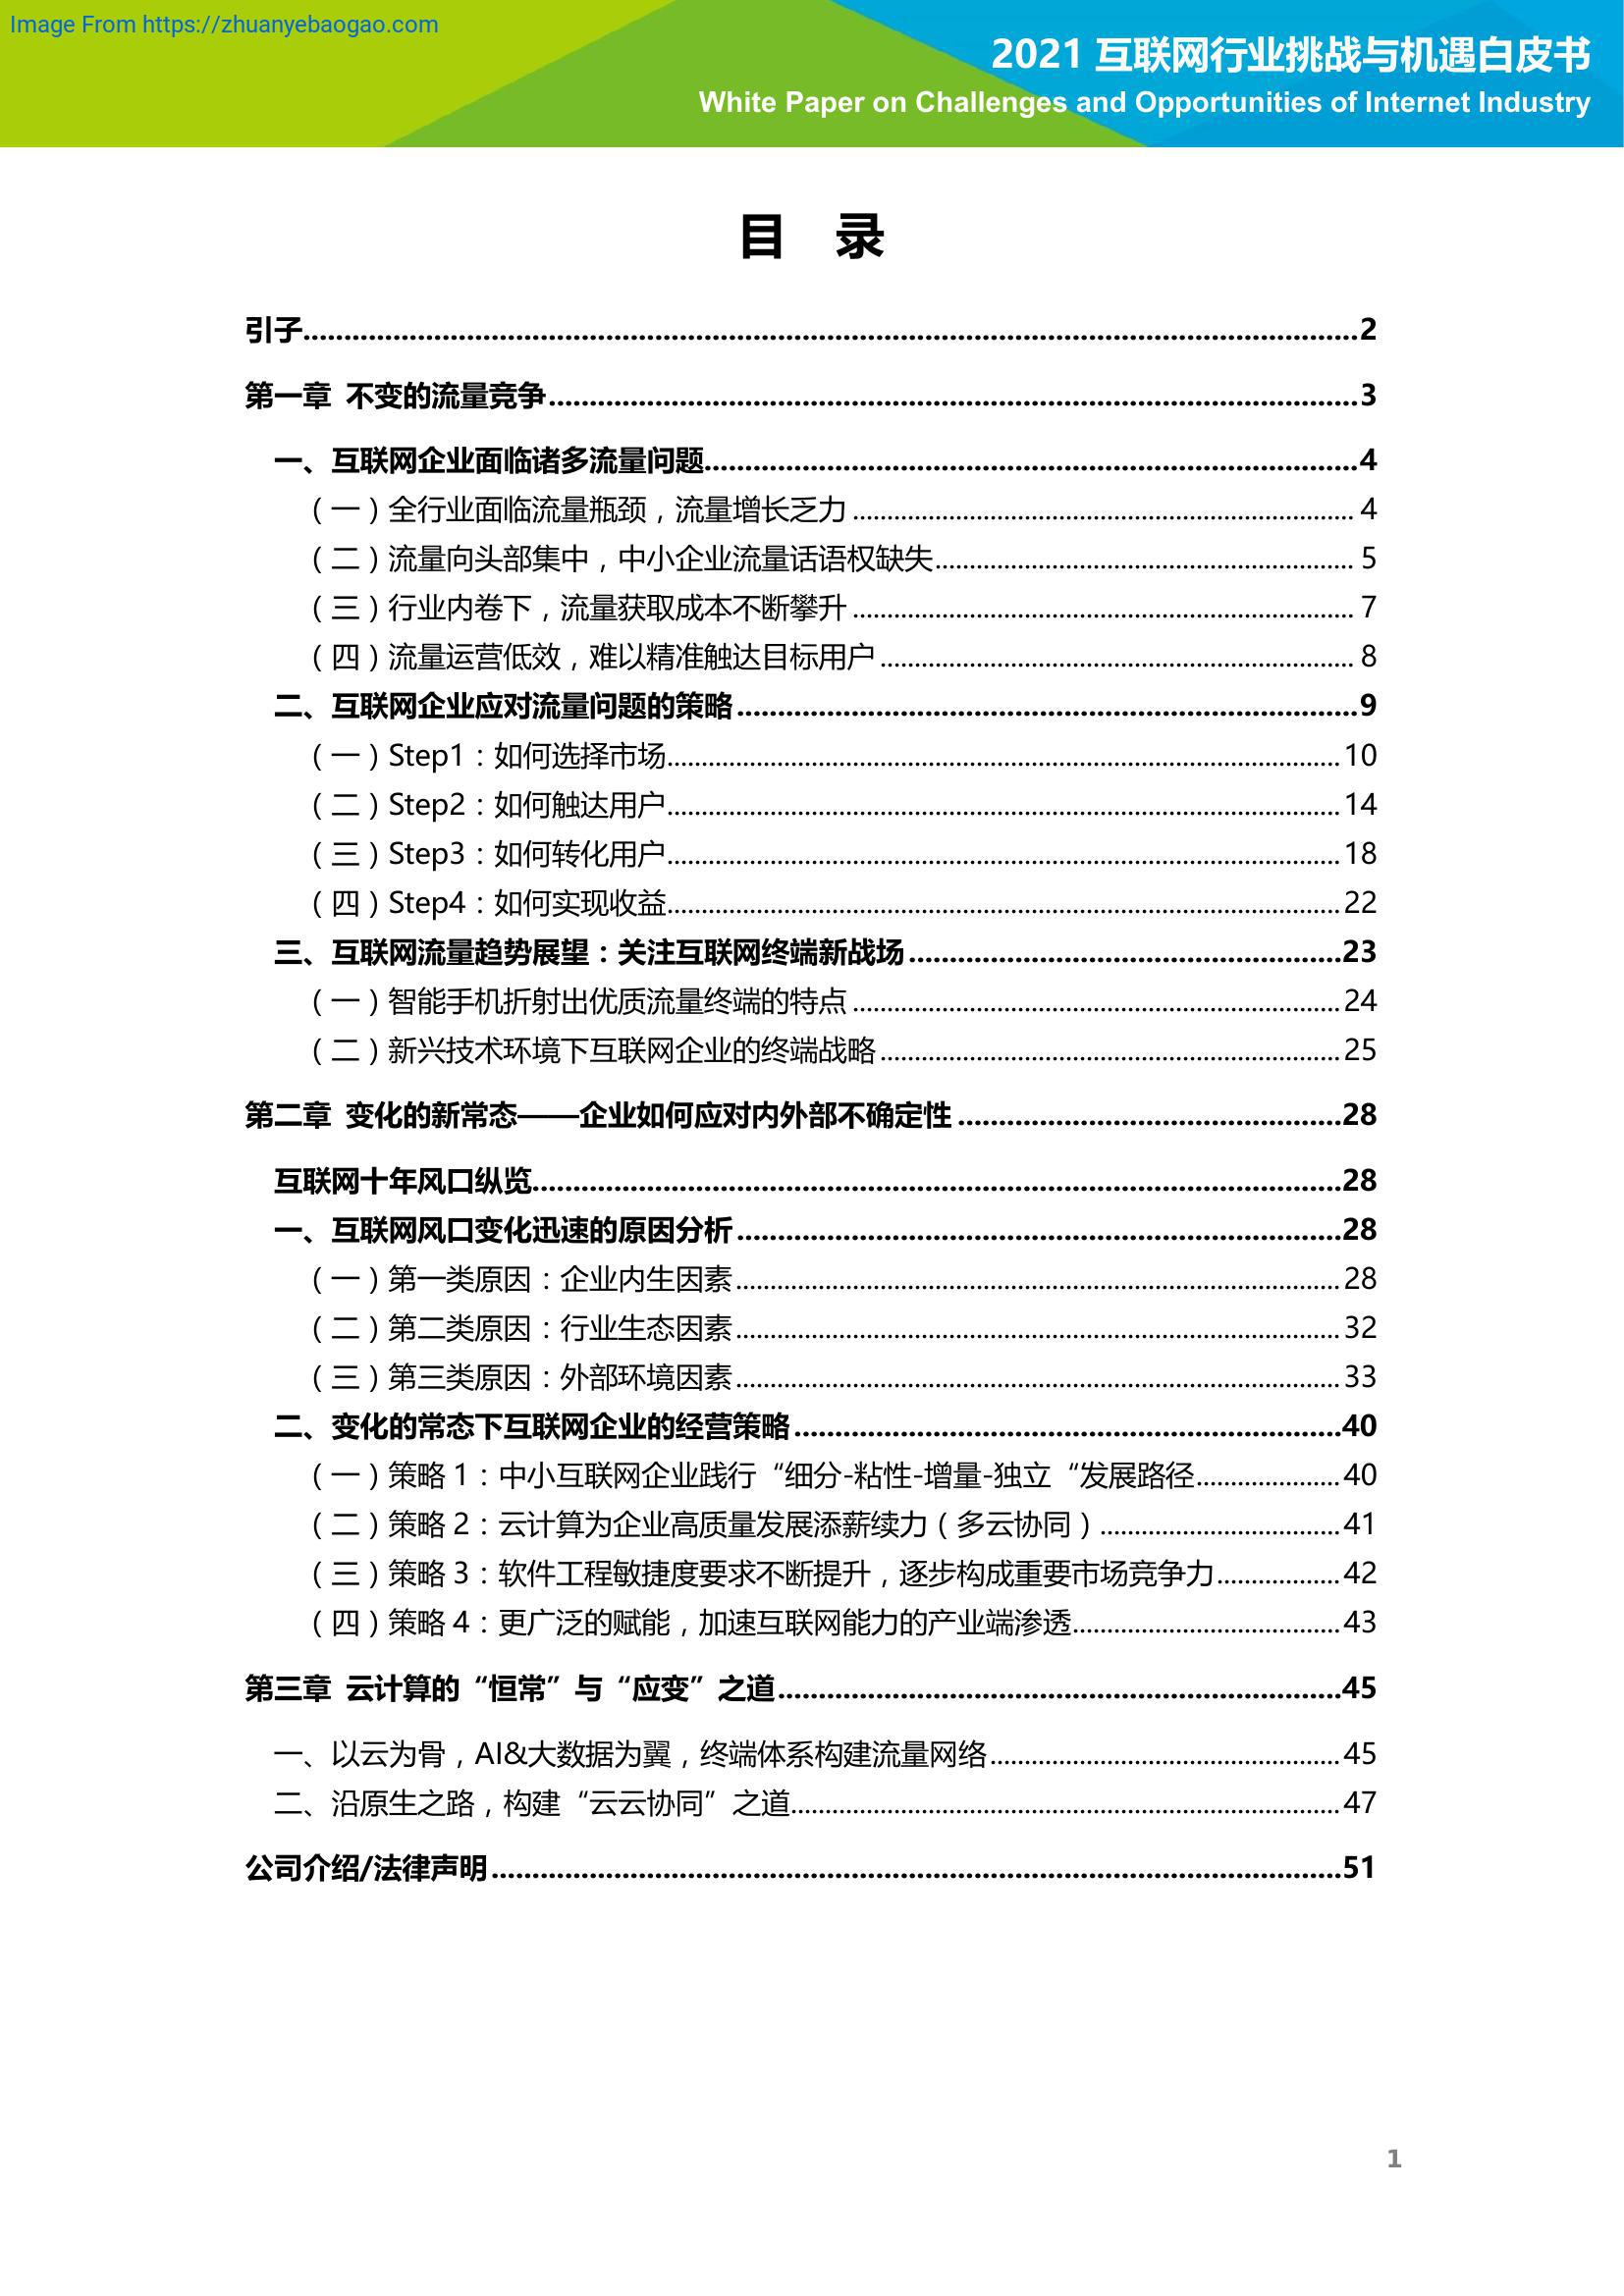 Image From https://zhuanyebaogao.com
2021 互联网行业挑战与机遇白皮书
White Paper on Challenges and Opportunities of Internet Industry
目 录
引子 2
第一章 不变的流量竞争 3
一、互联网企业面临诸多流量问题 4
（一）全行业面临流量瓶颈，流量增长乏力 4
（二）流量向头部集中，中小企业流量话语权缺失 5
（三）行业内卷下，流量获取成本不断攀升 7
（四）流量运营低效，难以精准触达目标用户 8
二、互联网企业应对流量问题的策略 9
（一）Step1：如何选择市场 10
（二）Step2：如何触达用户 14
（三）Step3：如何转化用户 18
（四）Step4：如何实现收益 22
三、互联网流量趋势展望：关注互联网终端新战场 23
（一）智能手机折射出优质流量终端的特点 24
（二）新兴技术环境下互联网企业的终端战略 25
第二章 变化的新常态——企业如何应对内外部不确定性 28
互联网十年风口纵览 28
一、互联网风口变化迅速的原因分析 28
（一）第一类原因：企业内生因素 28
（二）第二类原因：行业生态因素 32
（三）第三类原因：外部环境因素 33
二、变化的常态下互联网企业的经营策略 40
（一）策略 1：中小互联网企业践行“细分-粘性-增量-独立“发展路径 40
（二）策略 2：云计算为企业高质量发展添薪续力（多云协同） 41
（三）策略 3：软件工程敏捷度要求不断提升，逐步构成重要市场竞争力 42
（四）策略 4：更广泛的赋能，加速互联网能力的产业端渗透 43
第三章 云计算的“恒常”与“应变”之道 45
一、以云为骨，AI&大数据为翼，终端体系构建流量网络 45
二、沿原生之路，构建“云云协同”之道 47
公司介绍/法律声明 51
1